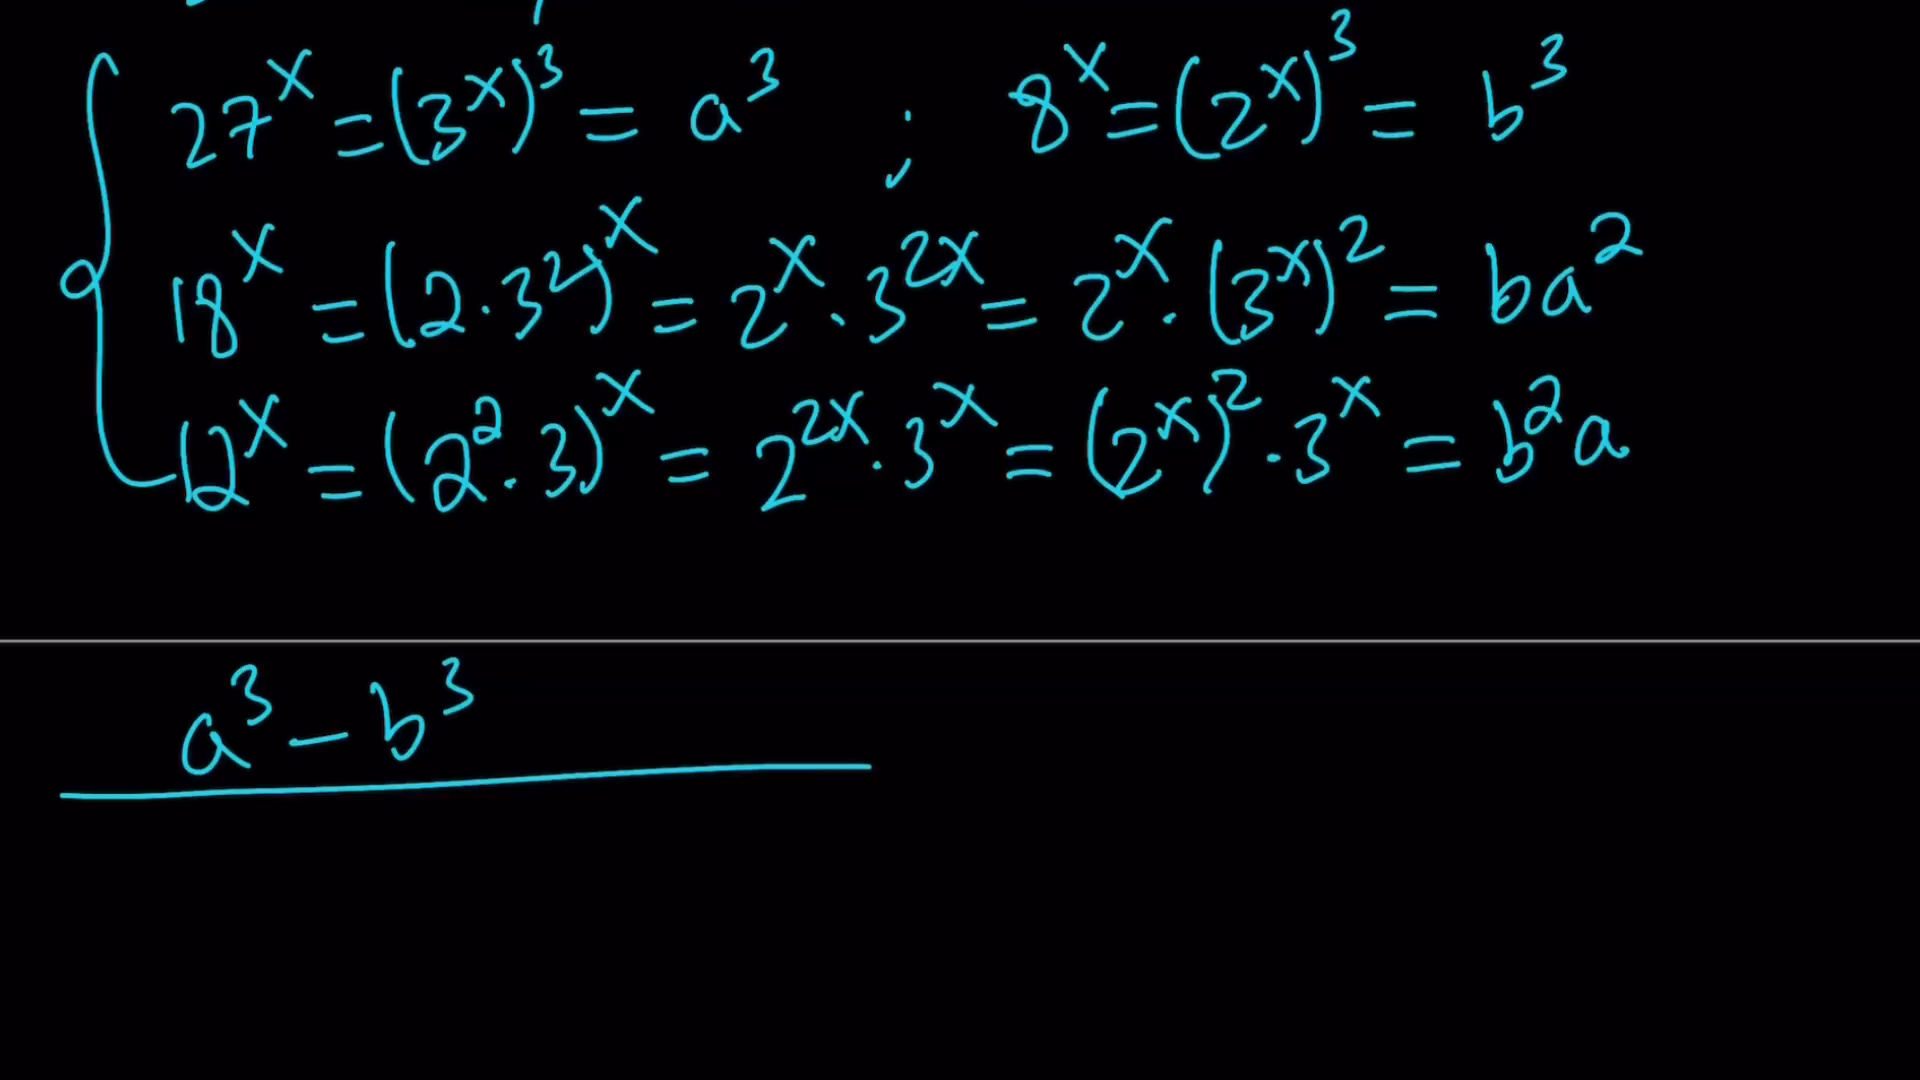 27^x = (3^x)^3 = a^3 ; 8^x = (2^x)^3 = b^3
18^x = (2·3^2)^x = 2^x · 3^{2x} = 2^x · (3^x)^2 = ba^2
12^x = (2^2·3)^x = 2^{2x} · 3^x = (2^x)^2 · 3^x = b^2a
a^3 − b^3